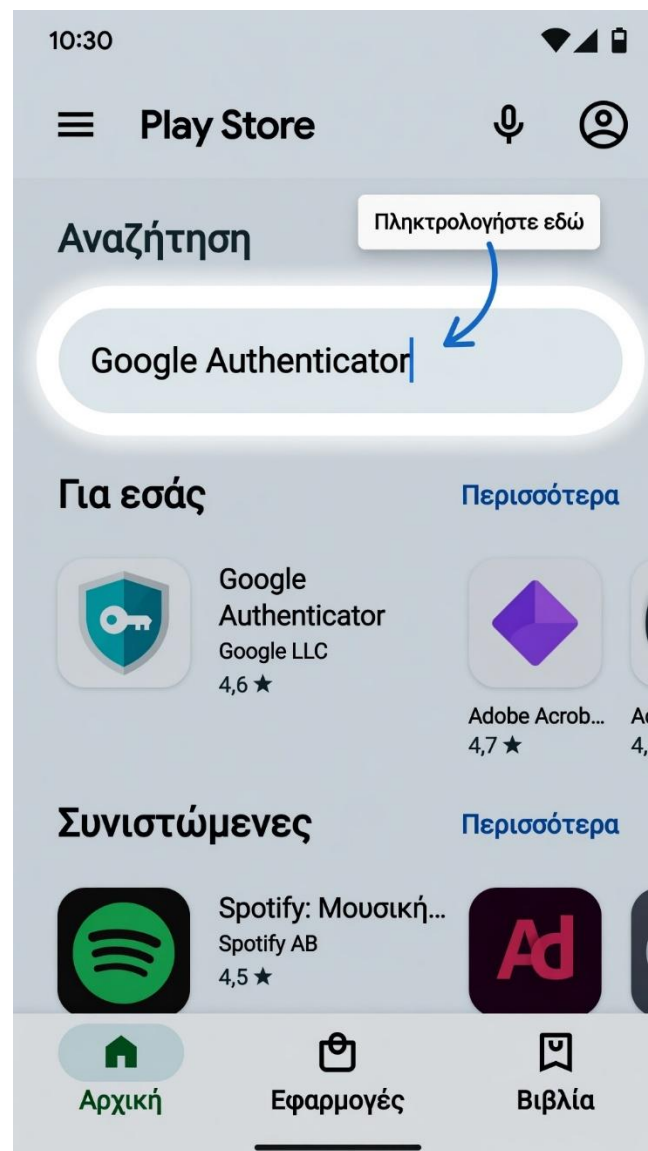 10:30
Play Store
Αναζήτηση
Πληκτρολογήστε εδώ
Google Authenticator
Για εσάς
Περισσότερα
Google
Authenticator
Google LLC
4,6 ★
Adobe Acrob...
4,7 ★
4,
Συνιστώμενες
Περισσότερα
Spotify: Μουσική...
Spotify AB
4,5 ★
Ad
Αρχική
Εφαρμογές
Βιβλία